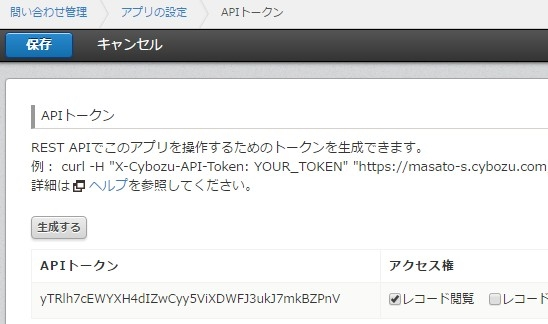 問い合わせ管理 アプリの設定 APIトークン
保存 キャンセル
APIトークン
REST APIでこのアプリを操作するためのトークンを生成できます。
例： curl -H "X-Cybozu-API-Token: YOUR_TOKEN" "https://masato-s.cybozu.com
詳細は ヘルプを参照してください。
生成する
APIトークン アクセス権
yTRlh7cEWYXH4dIZwCyy5ViXDWFJ3ukJ7mkBZPnV レコード閲覧 レコード